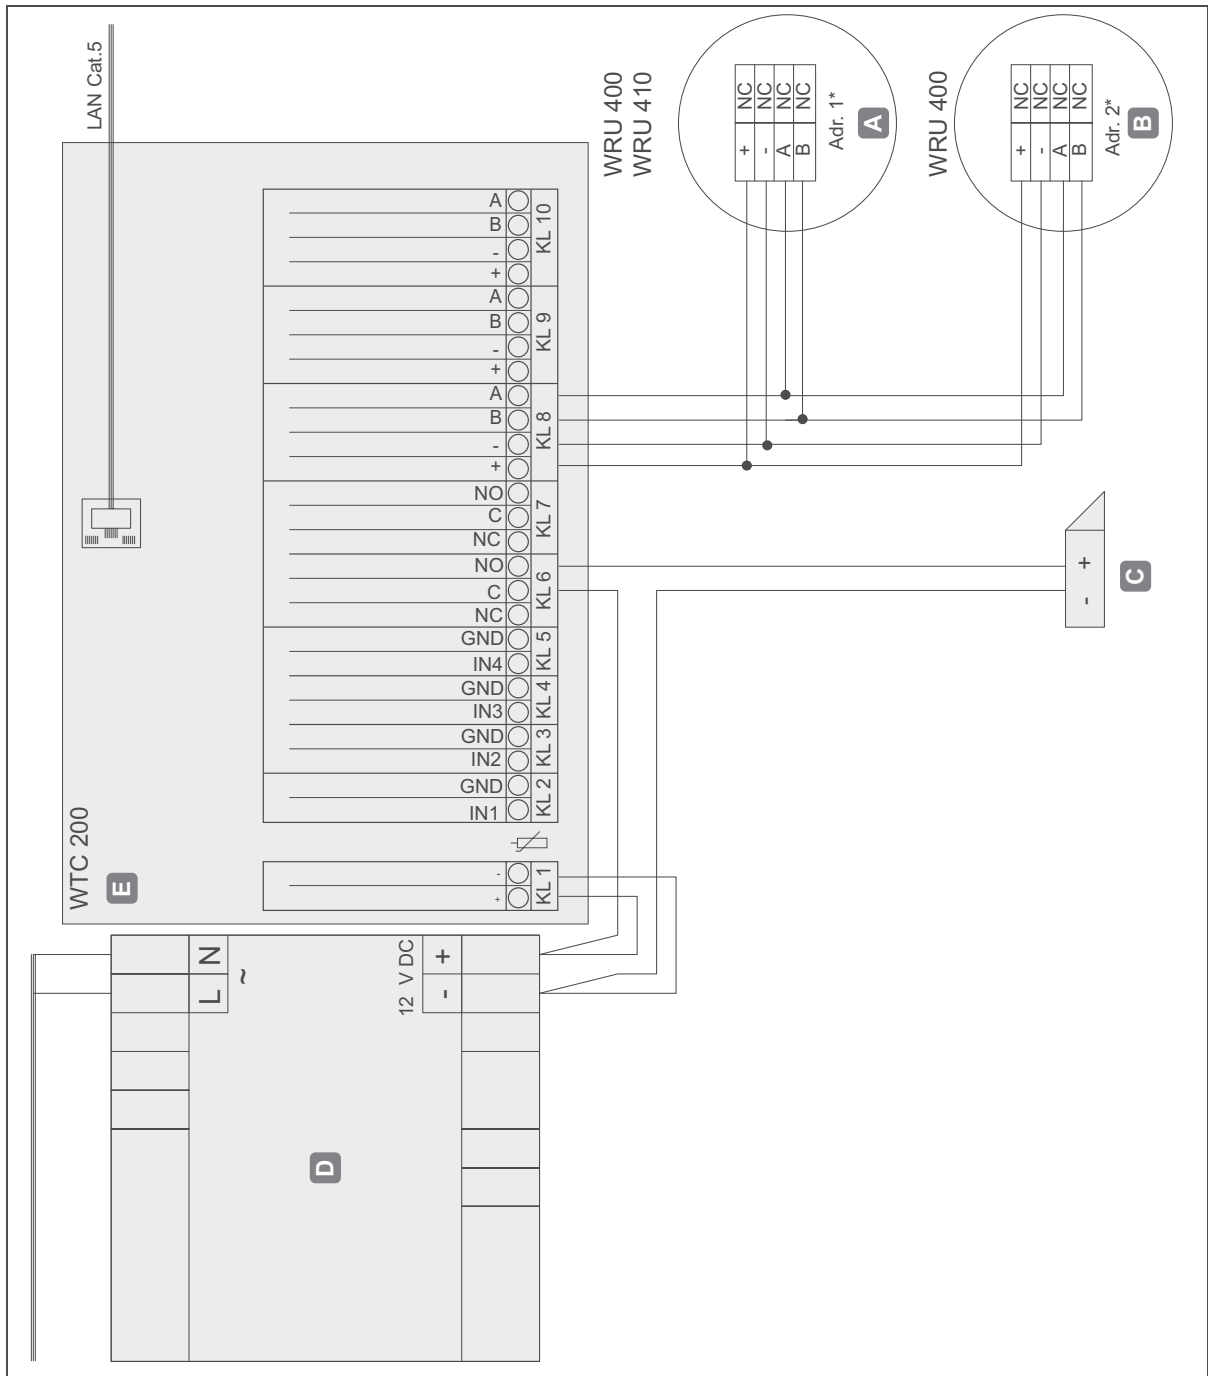 LAN Cat.5
WTC 200
E
A
B
-
+
KL 10
A
B
-
+
KL 9
A
B
-
+
KL 8
NO
C
NC
KL 7
NO
C
NC
KL 6
GND
IN4
KL 5
GND
IN3
KL 4
GND
IN2
KL 3
GND
IN1
KL 2
-
+
KL 1
WRU 400
WRU 410
+ NC
- NC
A NC
B NC
Adr. 1*
A
WRU 400
+ NC
- NC
A NC
B NC
Adr. 2*
B
- +
C
L N
~
12 V DC
- +
D